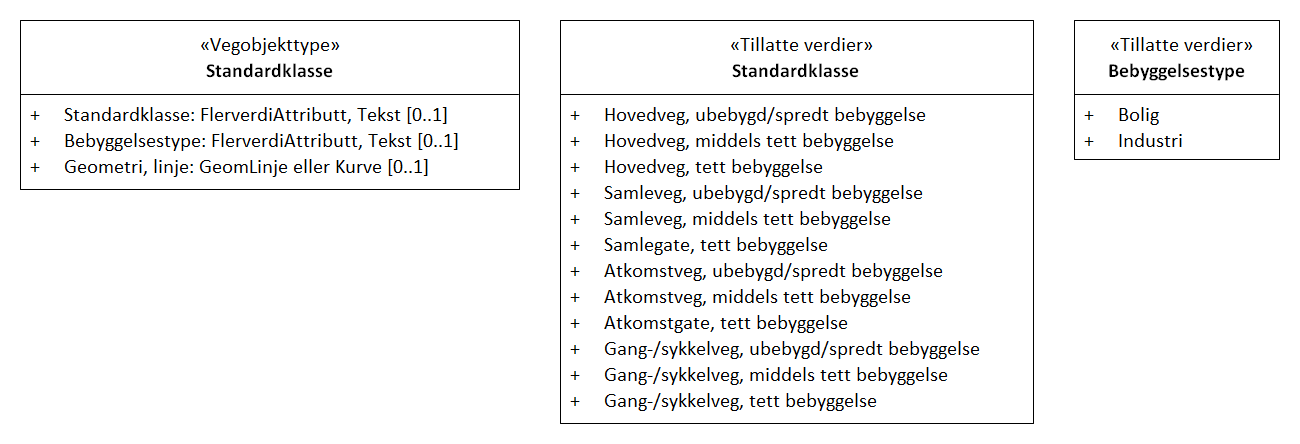 «Vegobjekttype»
Standardklasse
+ Standardklasse: FlerverdiAttributt, Tekst [0..1]
+ Bebyggelsestype: FlerverdiAttributt, Tekst [0..1]
+ Geometri, linje: GeomLinje eller Kurve [0..1]
«Tillatte verdier»
Standardklasse
+ Hovedveg, ubebygd/spredt bebyggelse
+ Hovedveg, middels tett bebyggelse
+ Hovedveg, tett bebyggelse
+ Samleveg, ubebygd/spredt bebyggelse
+ Samleveg, middels tett bebyggelse
+ Samlegate, tett bebyggelse
+ Atkomstveg, ubebygd/spredt bebyggelse
+ Atkomstveg, middels tett bebyggelse
+ Atkomstgate, tett bebyggelse
+ Gang-/sykkelveg, ubebygd/spredt bebyggelse
+ Gang-/sykkelveg, middels tett bebyggelse
+ Gang-/sykkelveg, tett bebyggelse
«Tillatte verdier»
Bebyggelsestype
+ Bolig
+ Industri